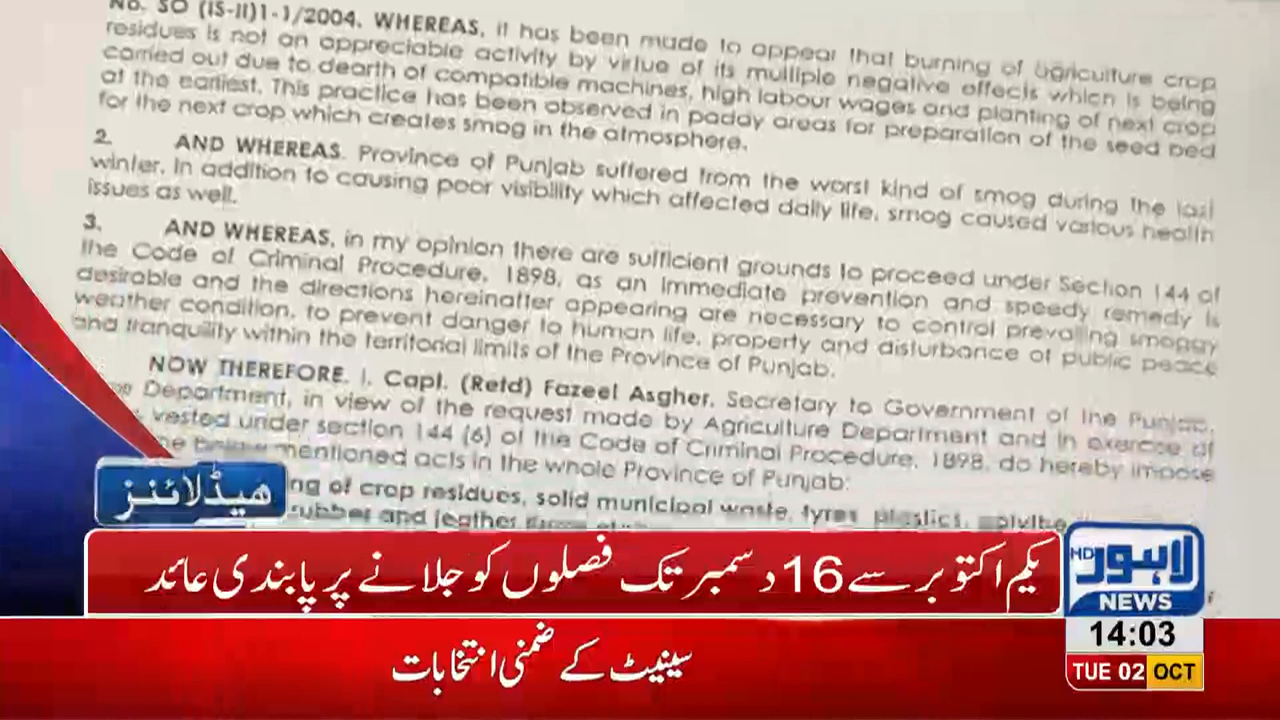 No. SO (IS-II)1-1/2004. WHEREAS, it has been made to appear that burning of agriculture crop
residues is not an appreciable activity by virtue of its multiple negative effects which is being
carried out due to dearth of compatible machines, high labour wages and planting of next crop
at the earliest. This practice has been observed in paddy areas for preparation of the seed bed
for the next crop which creates smog in the atmosphere.
2. AND WHEREAS. Province of Punjab suffered from the worst kind of smog during the last
winter. In addition to causing poor visibility which affected daily life, smog caused various health
issues as well.
3. AND WHEREAS, in my opinion there are sufficient grounds to proceed under Section 144 of
the Code of Criminal Procedure, 1898, as an immediate prevention and speedy remedy is
desirable and the directions hereinafter appearing are necessary to control prevailing smoggy
weather condition, to prevent danger to human life, property and disturbance of public peace
and tranquility within the territorial limits of the Province of Punjab.
NOW THEREFORE, I, Capt. (Retd) Fazeel Asgher, Secretary to Government of the Punjab,
Department, in view of the request made by Agriculture Department and in exercise of
vested under section 144 (6) of the Code of Criminal Procedure, 1898, do hereby impose
mentioned acts in the whole Province of Punjab:
ng of crop residues, solid municipal waste, tyres, plastics,
rubber and leather
ہیڈلائنز
یکم اکتوبر سے 16 دسمبر تک فصلوں کو جلانے پر پابندی عائد
HD لاہور
NEWS
14:03
سینیٹ کے ضمنی انتخابات
TUE 02 OCT